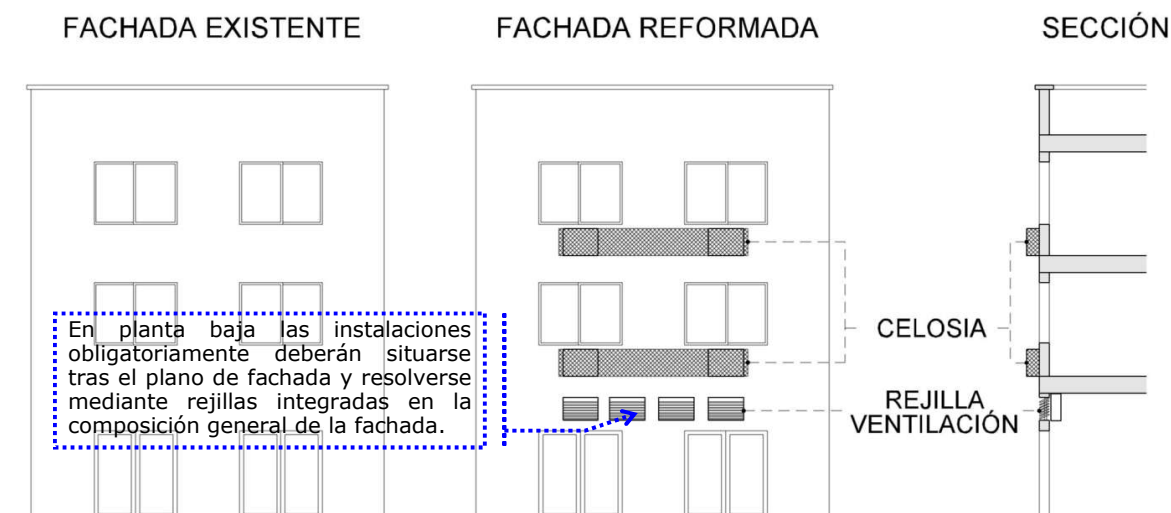 FACHADA EXISTENTE
FACHADA REFORMADA
SECCIÓN
En planta baja las instalaciones
obligatoriamente deberán situarse
tras el plano de fachada y resolverse
mediante rejillas integradas en la
composición general de la fachada.
CELOSIA
REJILLA
VENTILACIÓN